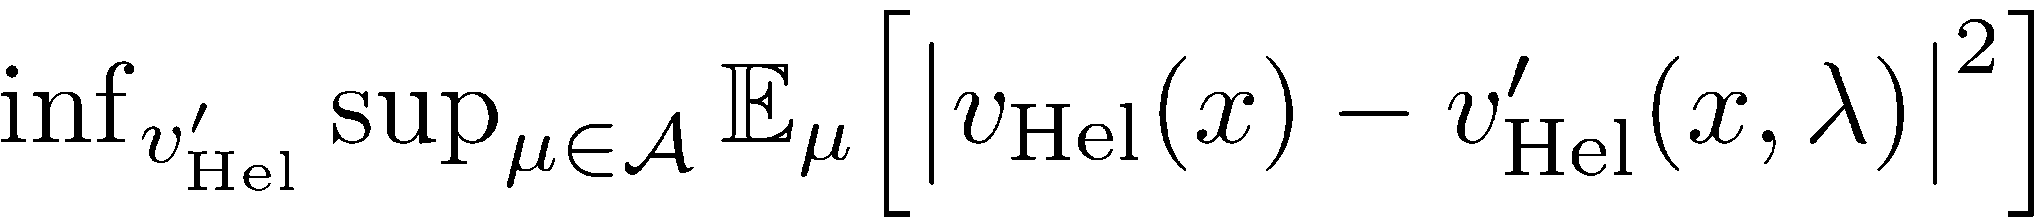 inf_{v′_{Hel}} sup_{μ∈𝒜} 𝔼_μ[|v_{Hel}(x) − v′_{Hel}(x, λ)|²]